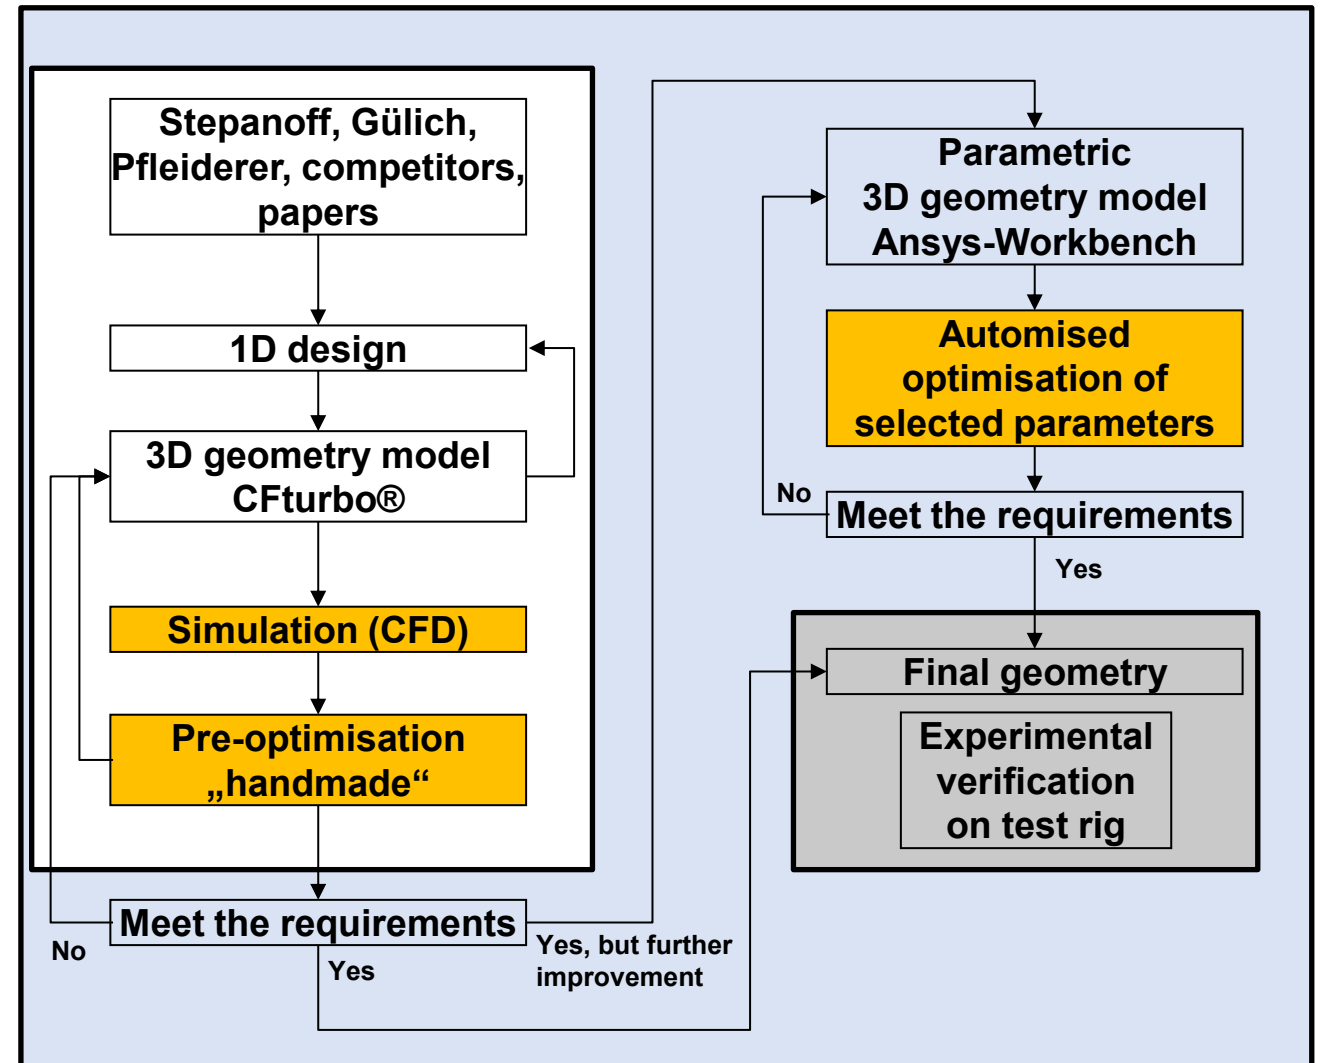 Stepanoff, Gülich,
Pfleiderer, competitors,
papers
1D design
3D geometry model
CFturbo®
Simulation (CFD)
Pre-optimisation
„handmade“
Meet the requirements
No
Yes
Yes, but further
improvement
Parametric
3D geometry model
Ansys-Workbench
Automised
optimisation of
selected parameters
No
Meet the requirements
Yes
Final geometry
Experimental
verification
on test rig